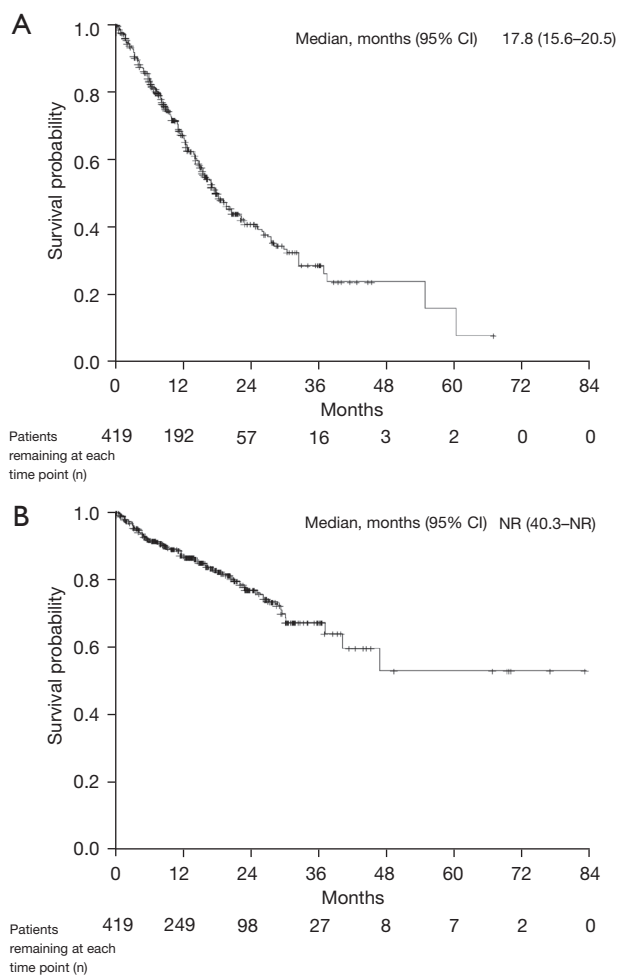 A
Median, months (95% CI) 17.8 (15.6–20.5)
Survival probability
1.0
0.8
0.6
0.4
0.2
0.0
0 12 24 36 48 60 72 84
Months
Patients remaining at each time point (n)
419 192 57 16 3 2 0 0
B
Median, months (95% CI) NR (40.3–NR)
Survival probability
1.0
0.8
0.6
0.4
0.2
0.0
0 12 24 36 48 60 72 84
Months
Patients remaining at each time point (n)
419 249 98 27 8 7 2 0